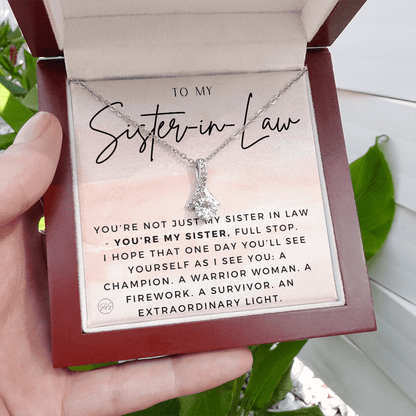 TO MY
Sister-in-Law
YOU'RE NOT JUST MY SISTER IN LAW
- YOU'RE MY SISTER, FULL STOP.
I HOPE THAT ONE DAY YOU'LL SEE
YOURSELF AS I SEE YOU: A
CHAMPION. A WARRIOR WOMAN. A
FIREWORK. A SURVIVOR. AN
EXTRAORDINARY LIGHT.